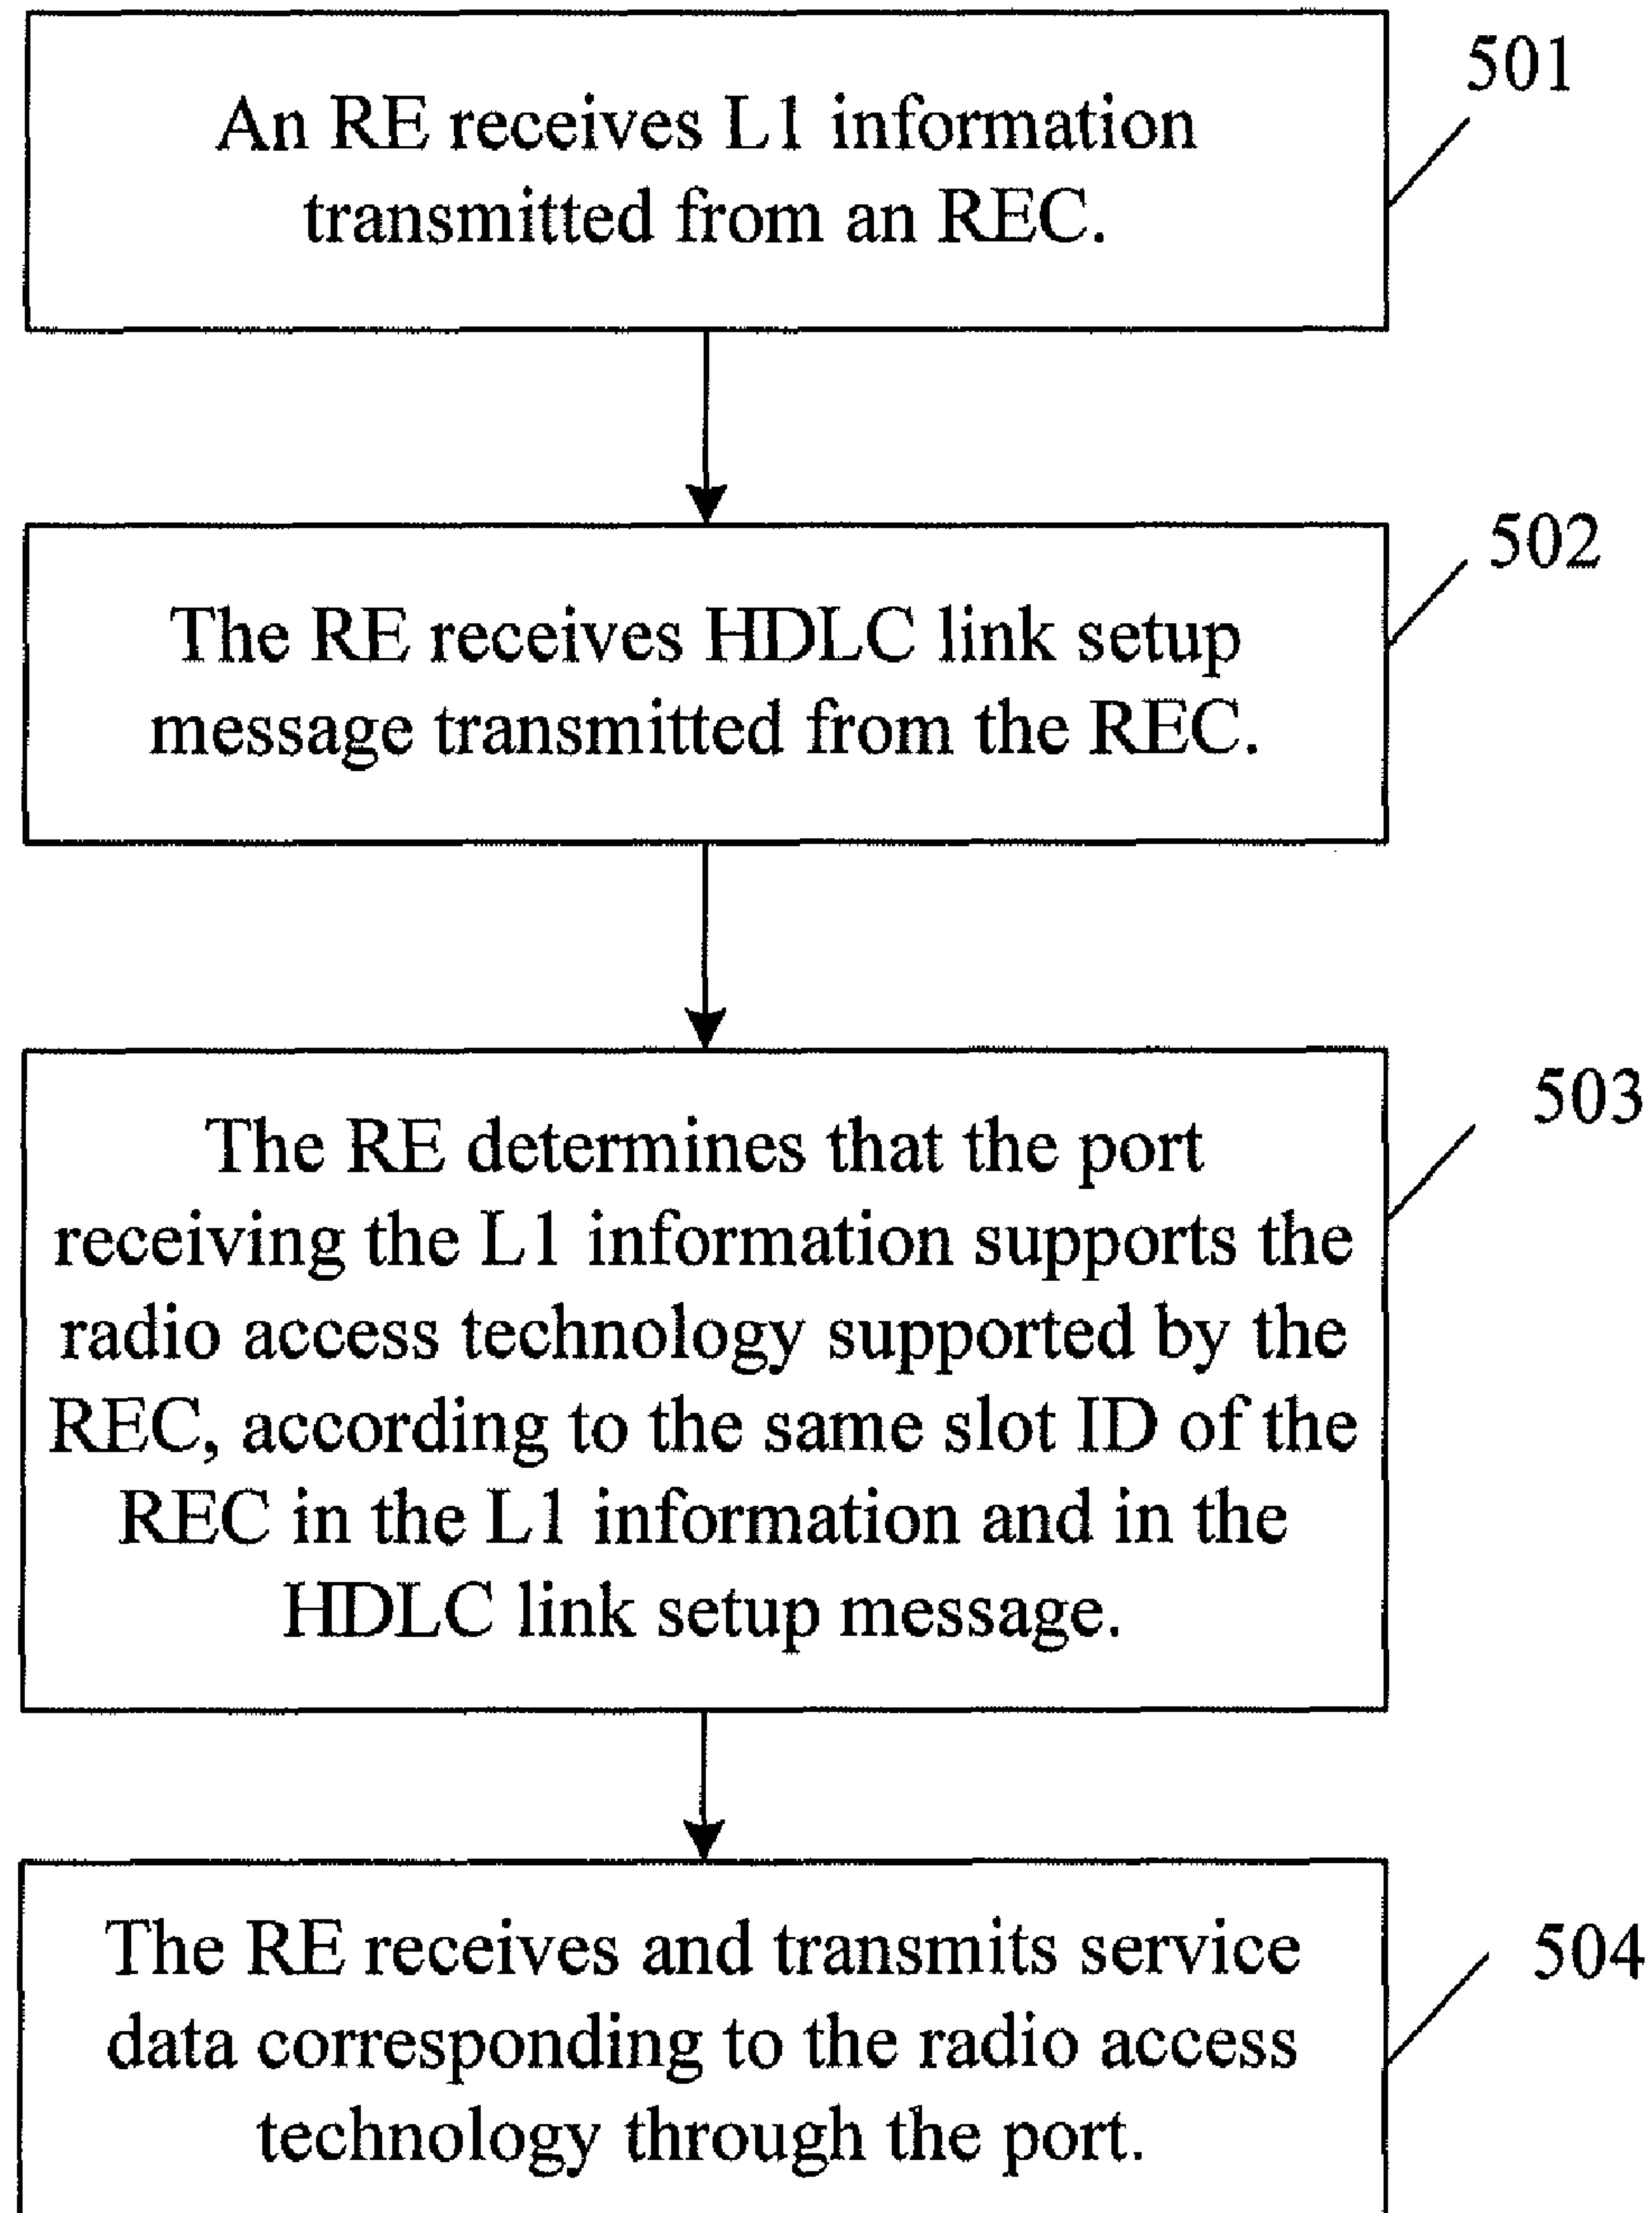 An RE receives L1 information
transmitted from an REC.
501
The RE receives HDLC link setup
message transmitted from the REC.
502
The RE determines that the port
receiving the L1 information supports the
radio access technology supported by the
REC, according to the same slot ID of the
REC in the L1 information and in the
HDLC link setup message.
503
The RE receives and transmits service
data corresponding to the radio access
technology through the port.
504